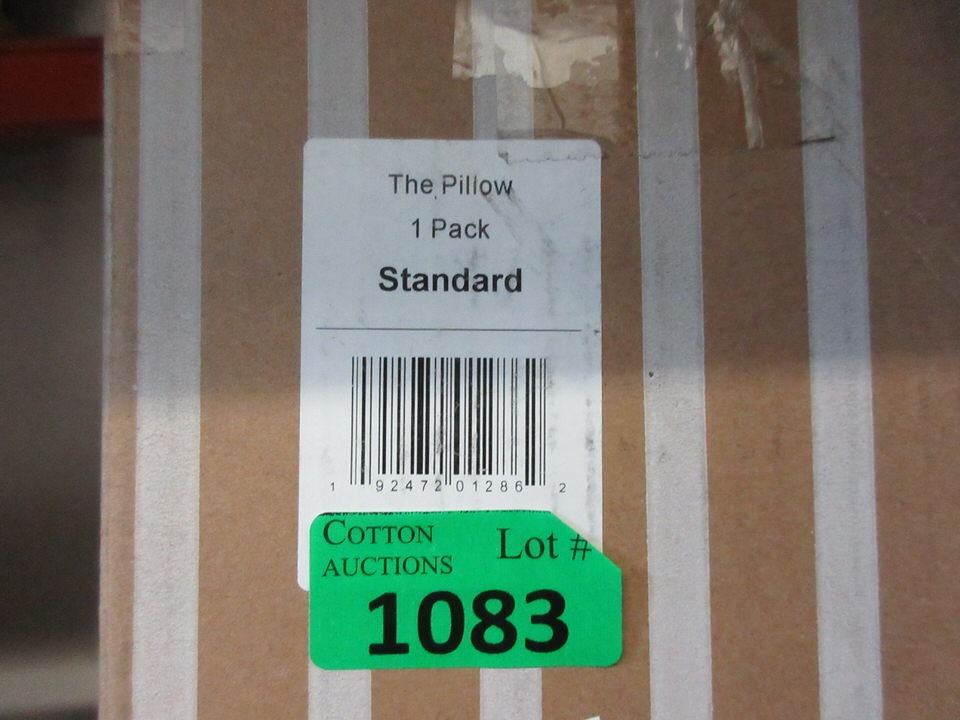 The Pillow
1 Pack
Standard
1 92472 01286 2
COTTON Lot #
AUCTIONS
1083